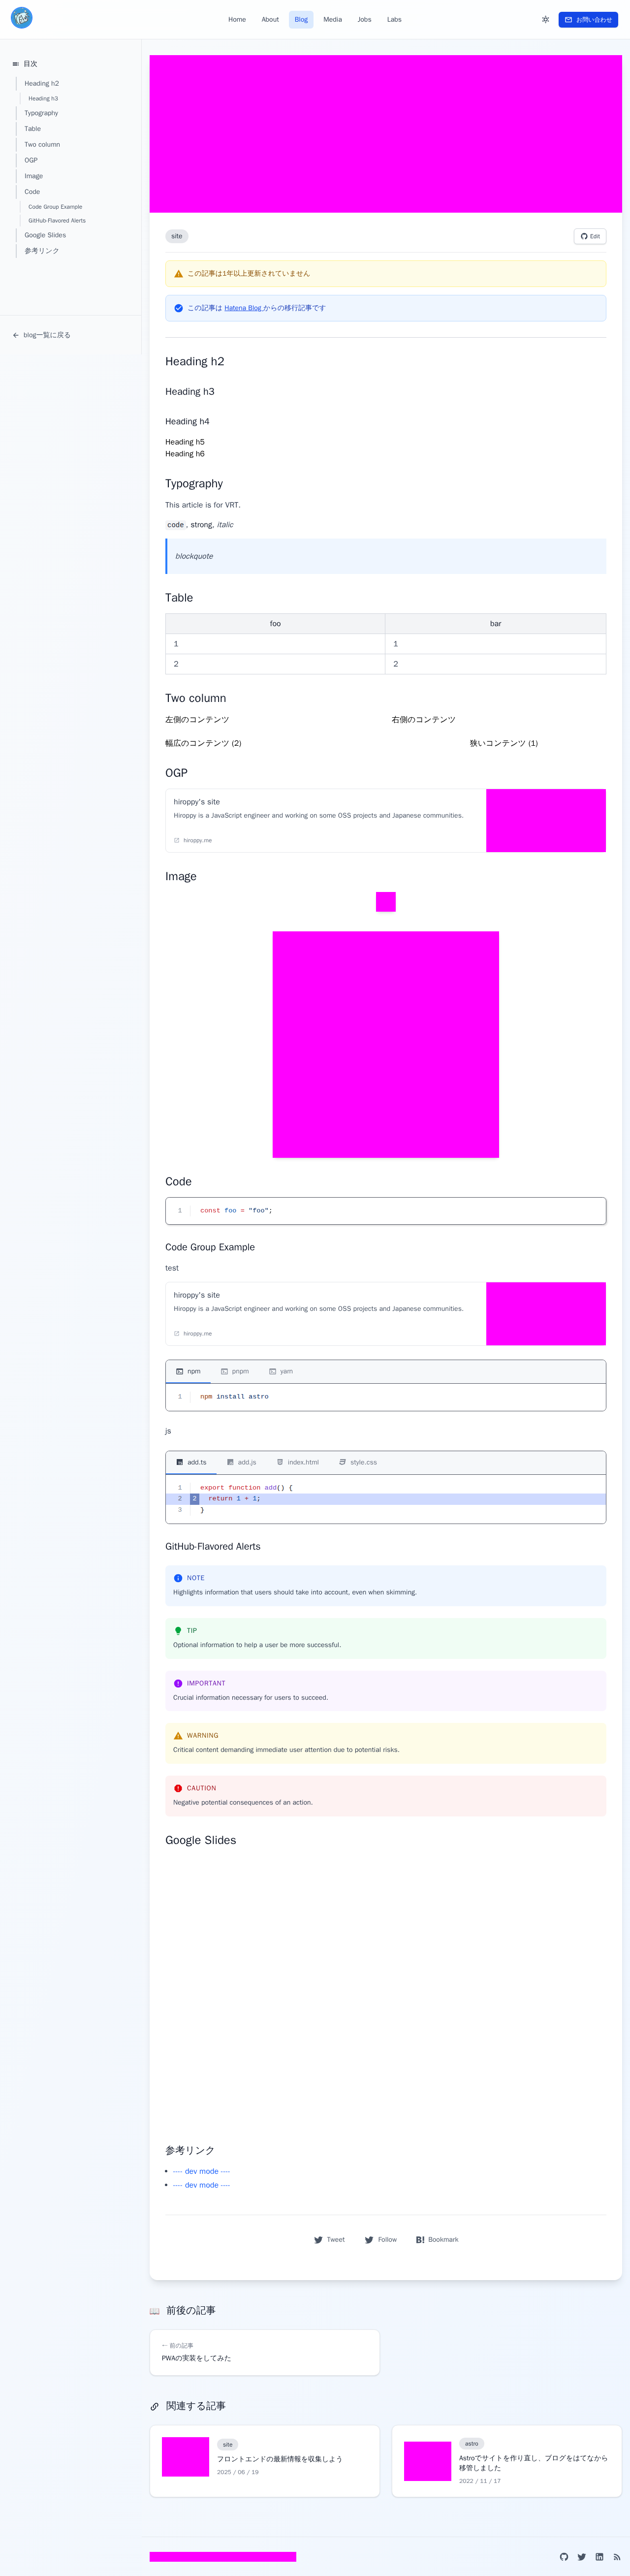 Home About Blog Media Jobs Labs お問い合わせ
目次
Heading h2
Heading h3
Typography
Table
Two column
OGP
Image
Code
Code Group Example
GitHub-Flavored Alerts
Google Slides
参考リンク
blog一覧に戻る
site Edit
この記事は1年以上更新されていません
この記事は Hatena Blog からの移行記事です
Heading h2
Heading h3
Heading h4
Heading h5
Heading h6
Typography
This article is for VRT.
code, strong, italic
blockquote
Table
foo bar
1 1
2 2
Two column
左側のコンテンツ 右側のコンテンツ
幅広のコンテンツ (2) 狭いコンテンツ (1)
OGP
hiroppy's site
Hiroppy is a JavaScript engineer and working on some OSS projects and Japanese communities.
hiroppy.me
Image
Code
1 const foo = "foo";
Code Group Example
test
hiroppy's site
Hiroppy is a JavaScript engineer and working on some OSS projects and Japanese communities.
hiroppy.me
npm pnpm yarn
1 npm install astro
js
add.ts add.js index.html style.css
1 export function add() {
2 2 return 1 + 1;
3 }
GitHub-Flavored Alerts
NOTE
Highlights information that users should take into account, even when skimming.
TIP
Optional information to help a user be more successful.
IMPORTANT
Crucial information necessary for users to succeed.
WARNING
Critical content demanding immediate user attention due to potential risks.
CAUTION
Negative potential consequences of an action.
Google Slides
参考リンク
---- dev mode ----
---- dev mode ----
Tweet Follow B! Bookmark
前後の記事
← 前の記事
PWAの実装をしてみた
関連する記事
site
フロントエンドの最新情報を収集しよう
2025 / 06 / 19
astro
Astroでサイトを作り直し、ブログをはてなから
移管しました
2022 / 11 / 17